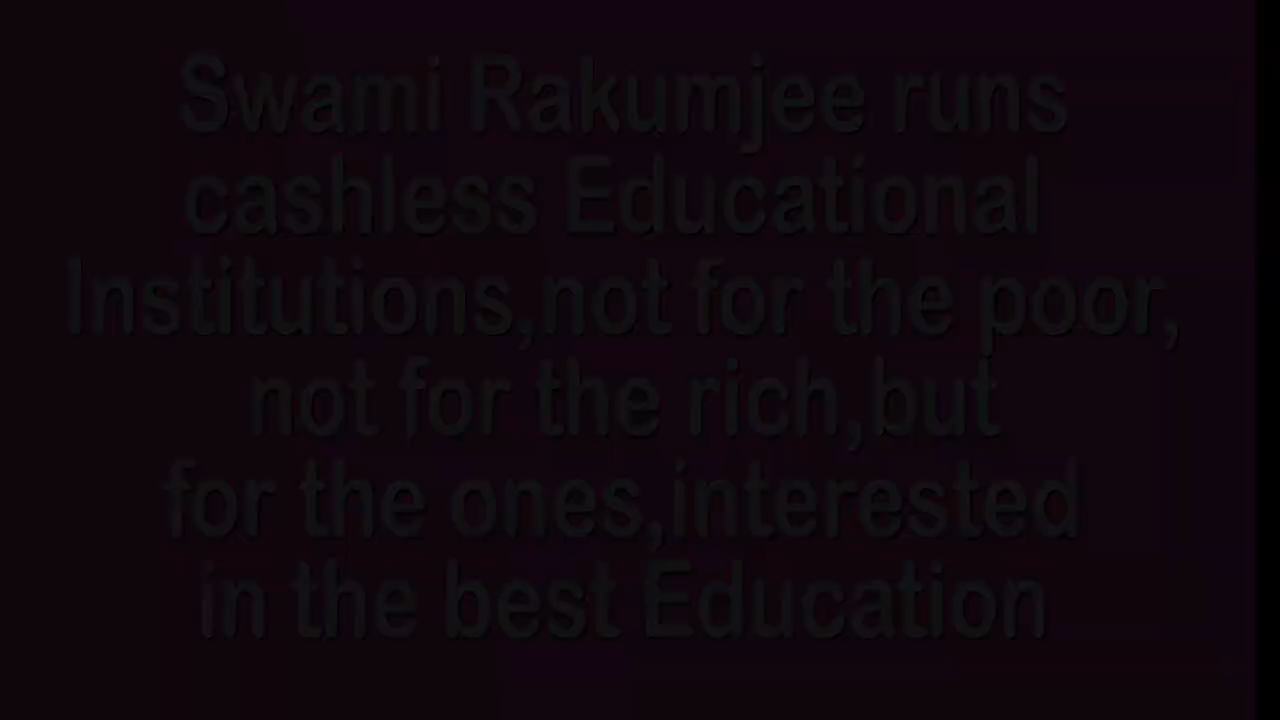 Swami Rakumjee runs
cashless Educational
Institutions,not for the poor,
not for the rich,but
for the ones,interested
in the best Education